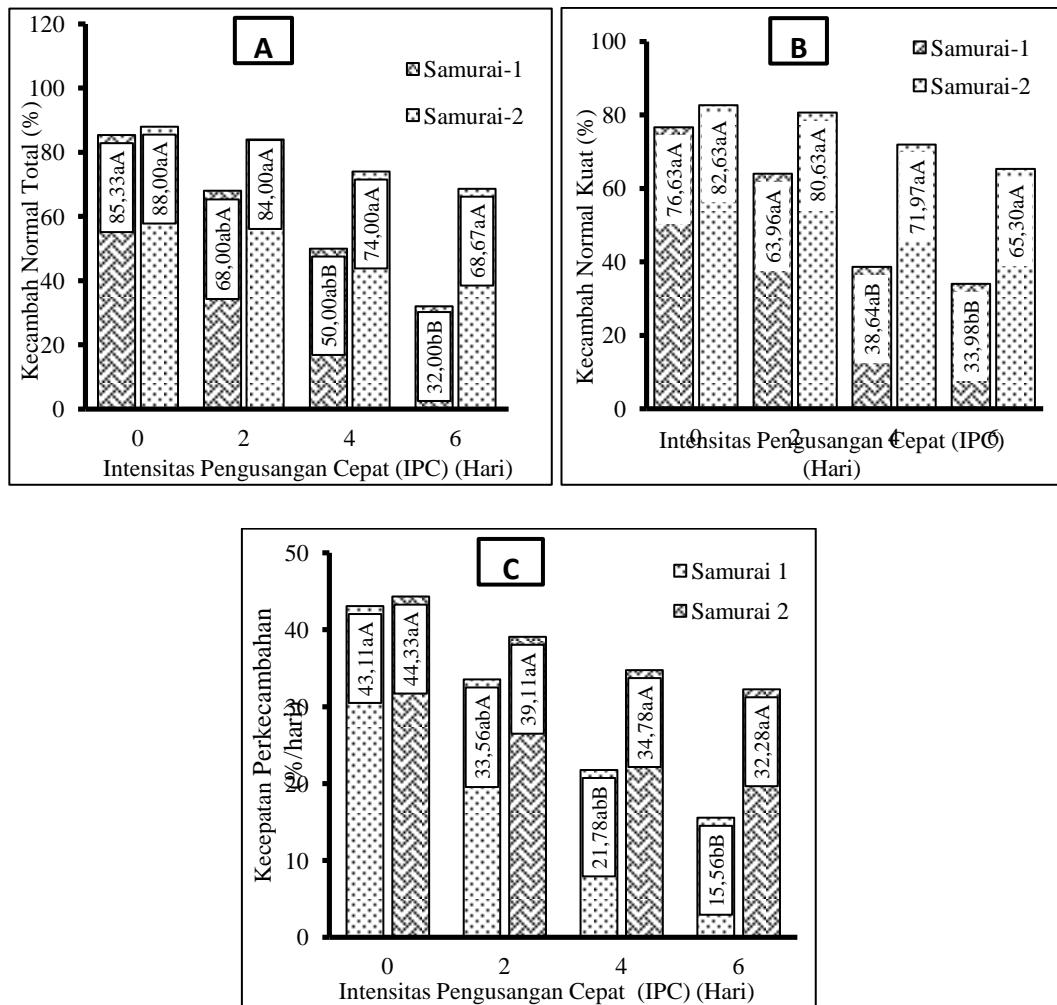 A
Kecambah Normal Total (%)
120
100
80
60
40
20
0
Samurai-1
Samurai-2
85,33aA
88,00aA
68,00abA
84,00aA
50,00abB
74,00aA
32,00bB
68,67aA
0 2 4 6
Intensitas Pengusangan Cepat (IPC) (Hari)
B
Kecambah Normal Kuat (%)
100
80
60
40
20
0
Samurai-1
Samurai-2
76,63aA
82,63aA
63,96aA
80,63aA
38,64aB
71,97aA
33,98bB
65,30aA
0 2 4 6
Intensitas Pengusangan Cepat (IPC)
(Hari)
C
Kecepatan Perkecambahan
%/hari)
50
40
30
20
10
0
Samurai 1
Samurai 2
43,11aA
44,33aA
33,56abA
39,11aA
21,78abB
34,78aA
15,56bB
32,28aA
0 2 4 6
Intensitas Pengusangan Cepat (IPC) (Hari)